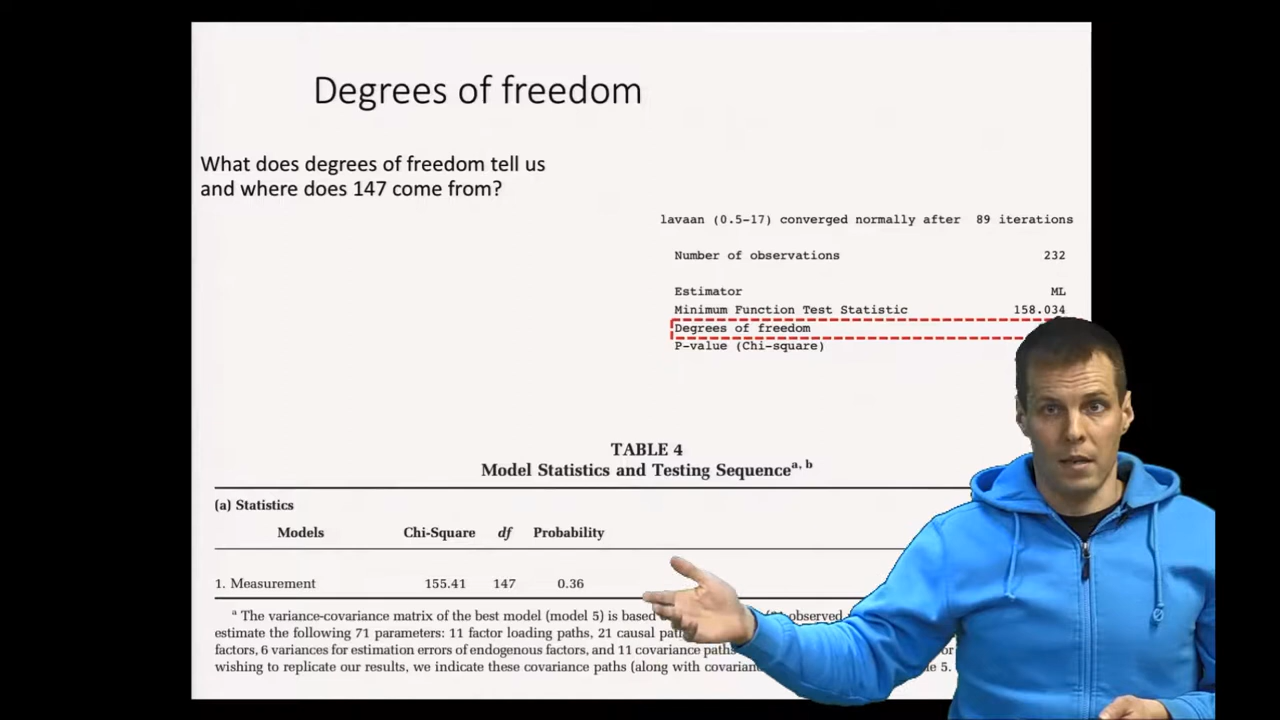 Degrees of freedom
What does degrees of freedom tell us
and where does 147 come from?
lavaan (0.5-17) converged normally after 89 iterations
Number of observations 232
Estimator ML
Minimum Function Test Statistic 158.034
Degrees of freedom
P-value (Chi-square)
TABLE 4
Model Statistics and Testing Sequence a, b
(a) Statistics
Models Chi-Square df Probability
1. Measurement 155.41 147 0.36
a The variance-covariance matrix of the best model (model 5) is based observed
estimate the following 71 parameters: 11 factor loading paths, 21 causal
factors, 6 variances for estimation errors of endogenous factors, and 11 covariance
wishing to replicate our results, we indicate these covariance paths (along with 5.